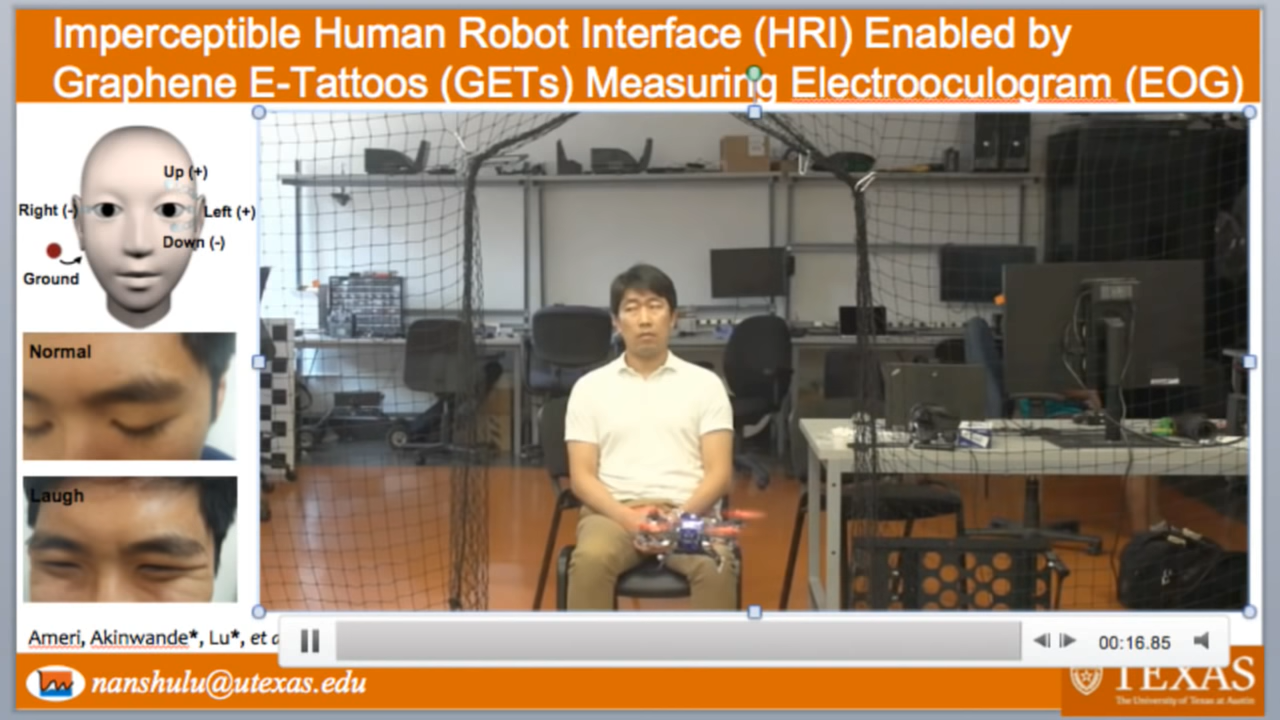 Imperceptible Human Robot Interface (HRI) Enabled by
Graphene E-Tattoos (GETs) Measuring Electrooculogram (EOG)
Up (+)
Right (-)
Left (+)
Down (-)
Ground
Normal
Laugh
Ameri, Akinwande*, Lu*, et a
00:16.85
nanshulu@utexas.edu
TEXAS
The University of Texas at Austin